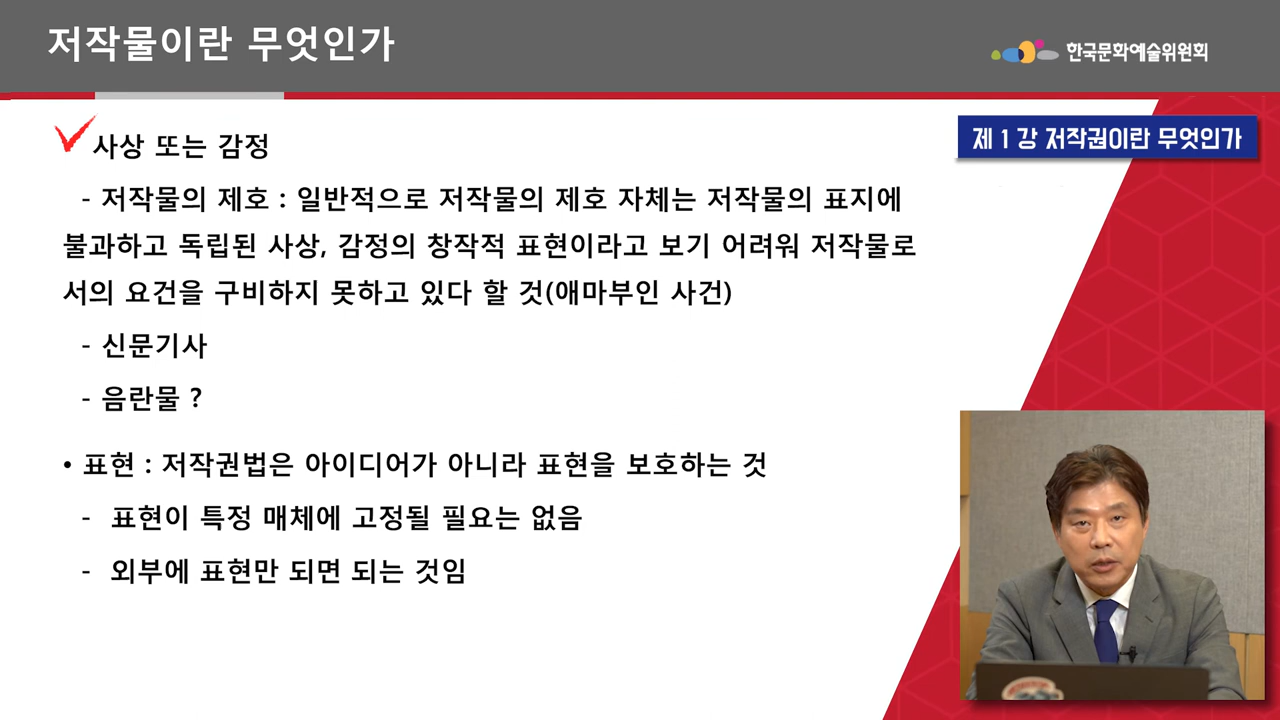 저작물이란 무엇인가
한국문화예술위원회
제 1 강 저작권이란 무엇인가
사상 또는 감정
- 저작물의 제호 : 일반적으로 저작물의 제호 자체는 저작물의 표지에
불과하고 독립된 사상, 감정의 창작적 표현이라고 보기 어려워 저작물로
서의 요건을 구비하지 못하고 있다 할 것(애마부인 사건)
- 신문기사
- 음란물 ?
• 표현 : 저작권법은 아이디어가 아니라 표현을 보호하는 것
- 표현이 특정 매체에 고정될 필요는 없음
- 외부에 표현만 되면 되는 것임